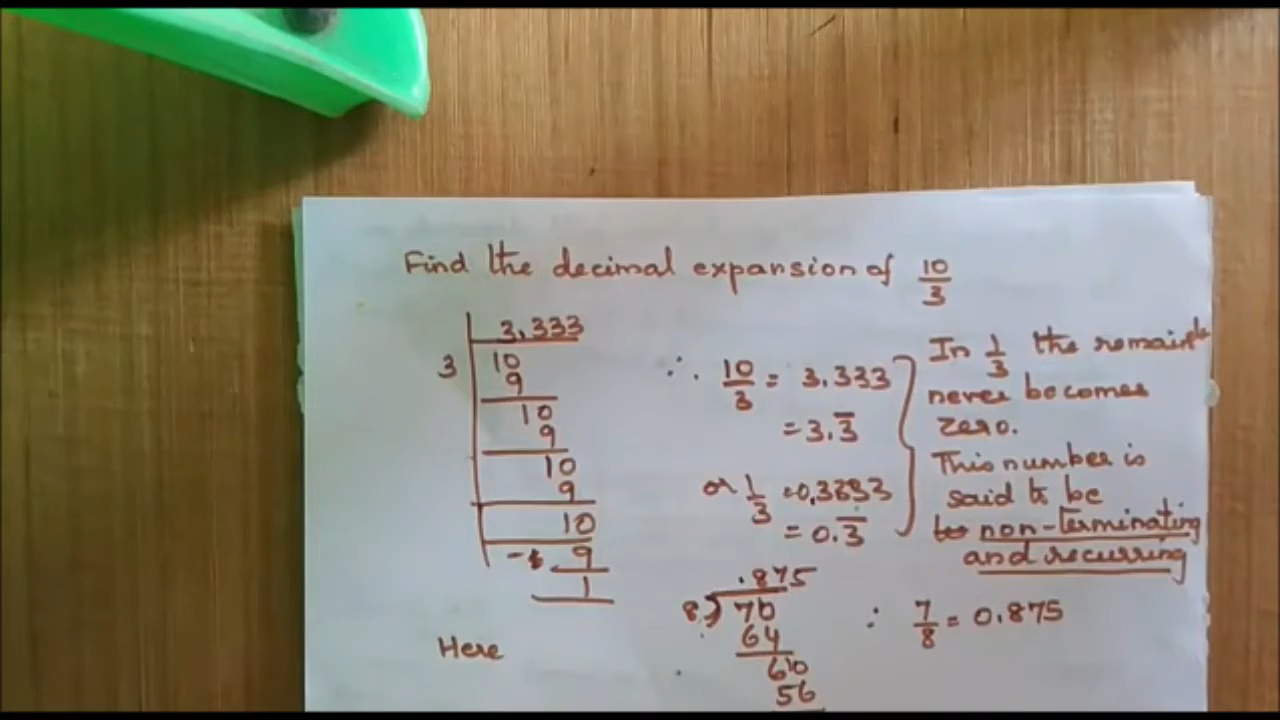 Find the decimal expansion of 10/3
3.333
3 10
9
10
9
10
9
10
- 9
1
∴ 10/3 = 3.333
= 3.3̅
or 1/3 = 0.3333
= 0.3̅
In 1/3 the remainde
never becomes
zero.
This number is
said to be
non-terminating
and recurring
.875
8) 70
64
60
56
∴ 7/8 = 0.875
Here